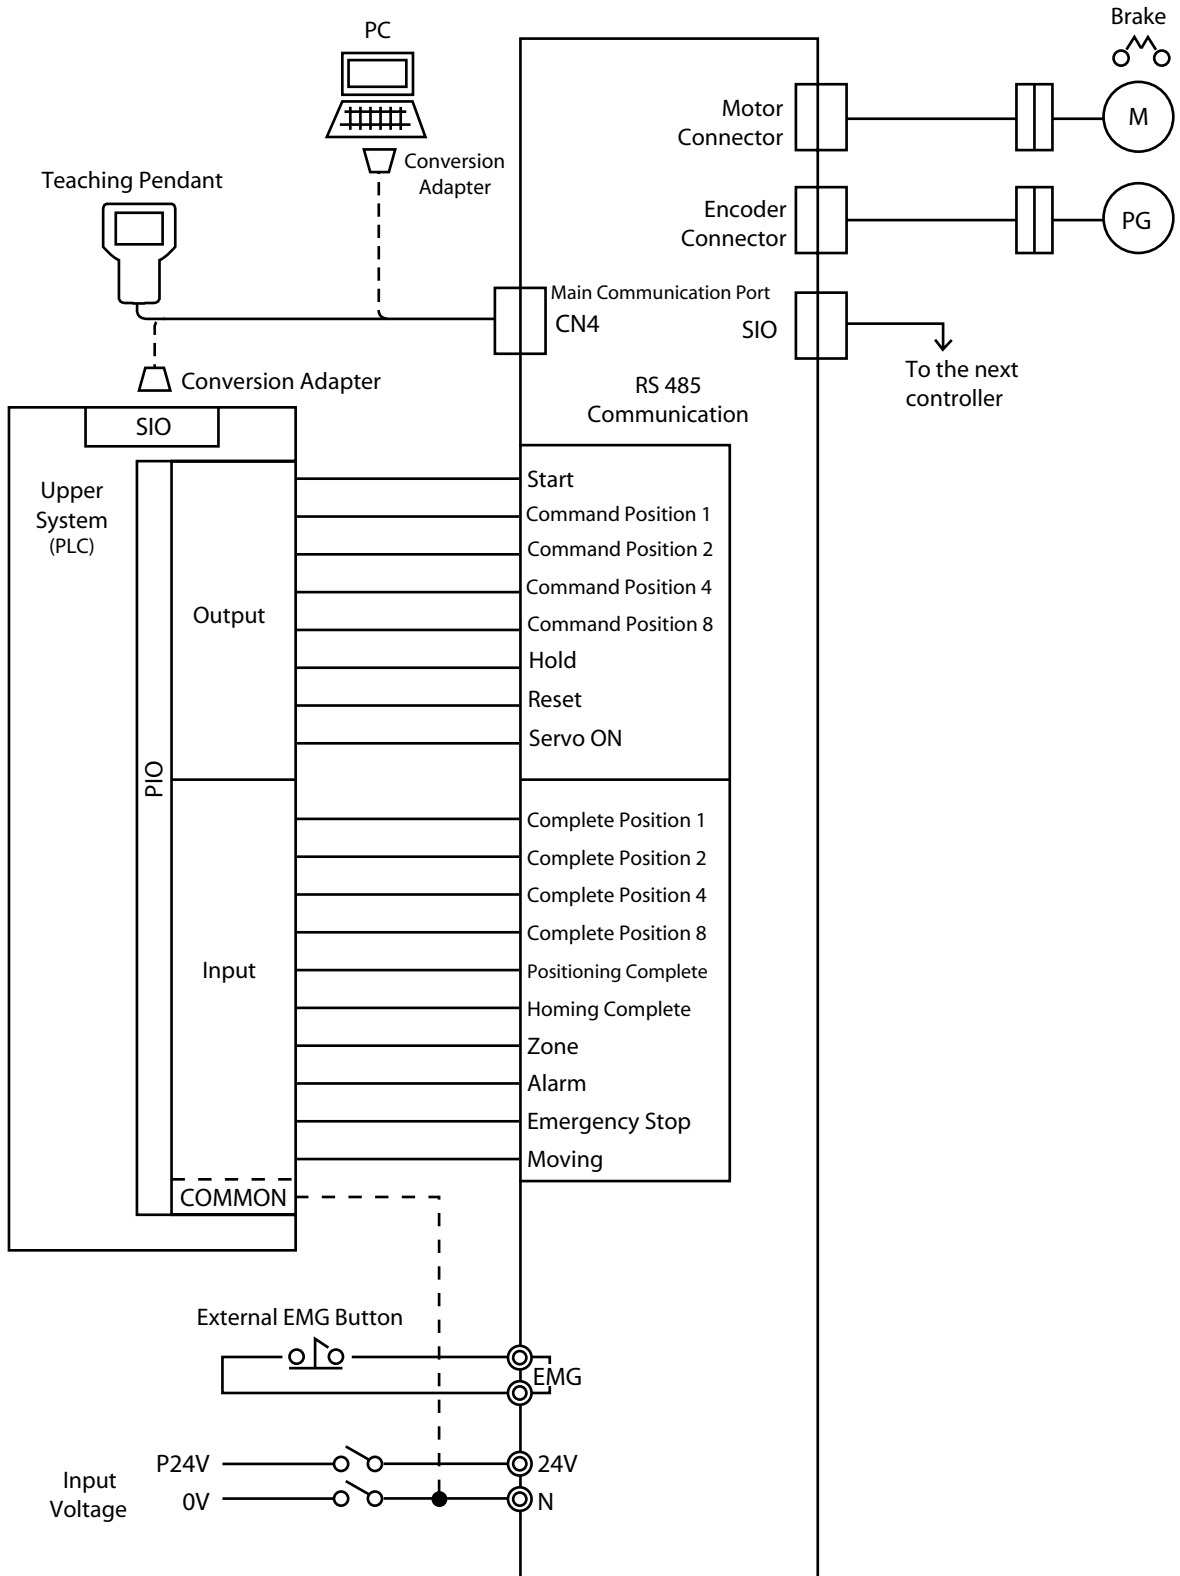 Brake
PC
Motor
Connector
M
Conversion
Adapter
Teaching Pendant
Encoder
Connector
PG
Main Communication Port
CN4
SIO
To the next
controller
Conversion Adapter
RS 485
Communication
SIO
Upper
System
(PLC)
PIO
Output
Start
Command Position 1
Command Position 2
Command Position 4
Command Position 8
Hold
Reset
Servo ON
Input
Complete Position 1
Complete Position 2
Complete Position 4
Complete Position 8
Positioning Complete
Homing Complete
Zone
Alarm
Emergency Stop
Moving
COMMON
External EMG Button
EMG
Input
Voltage
P24V
24V
0V
N